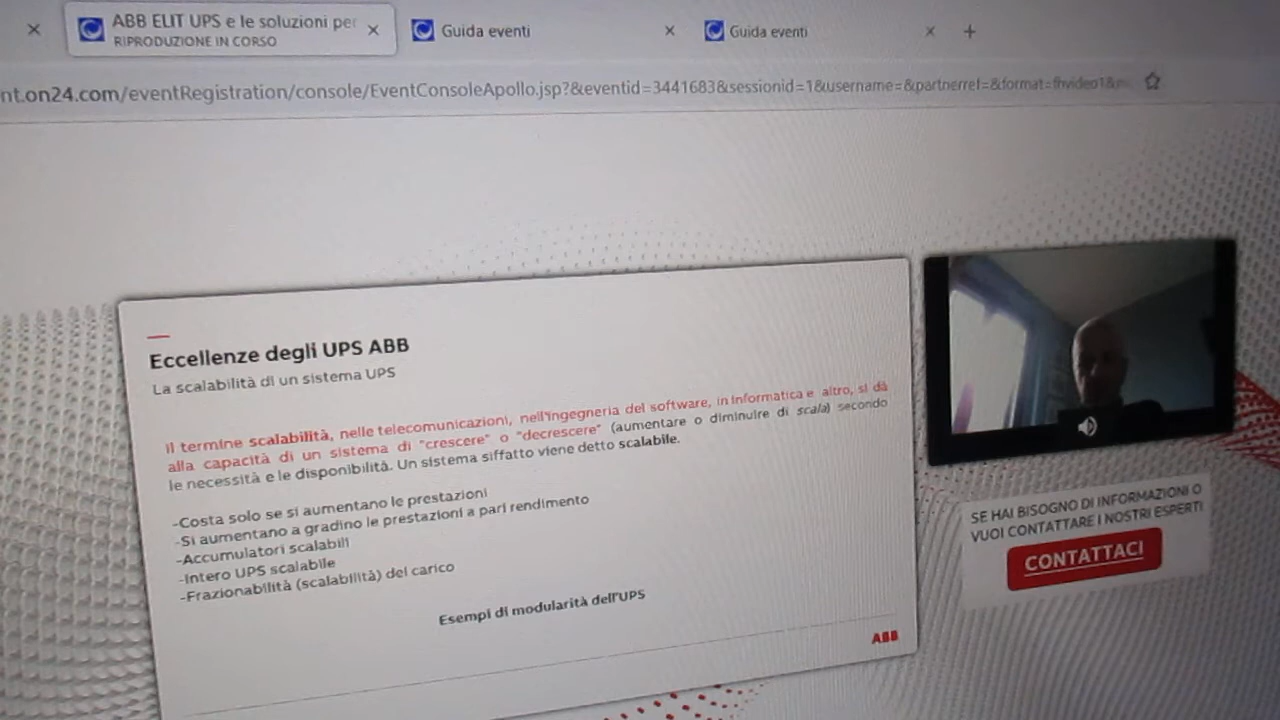 ABB ELIT UPS e le soluzioni per
RIPRODUZIONE IN CORSO
Guida eventi
Guida eventi
nt.on24.com/eventRegistration/console/EventConsoleApollo.jsp?&eventid=3441683&sessionid=1&username=&partnerref=&format=fhvideo1&m
Eccellenze degli UPS ABB
La scalabilità di un sistema UPS
Il termine scalabilità, nelle telecomunicazioni, nell'ingegneria del software, in informatica e altro, si dà
alla capacità di un sistema di "crescere" o "decrescere" (aumentare o diminuire di scala) secondo
le necessità e le disponibilità. Un sistema siffatto viene detto scalabile.
-Costa solo se si aumentano le prestazioni
-Si aumentano a gradino le prestazioni a pari rendimento
-Accumulatori scalabili
-Intero UPS scalabile
-Frazionabilità (scalabilità) del carico
Esempi di modularità dell'UPS
ABB
SE HAI BISOGNO DI INFORMAZIONI O
VUOI CONTATTARE I NOSTRI ESPERTI
CONTATTACI